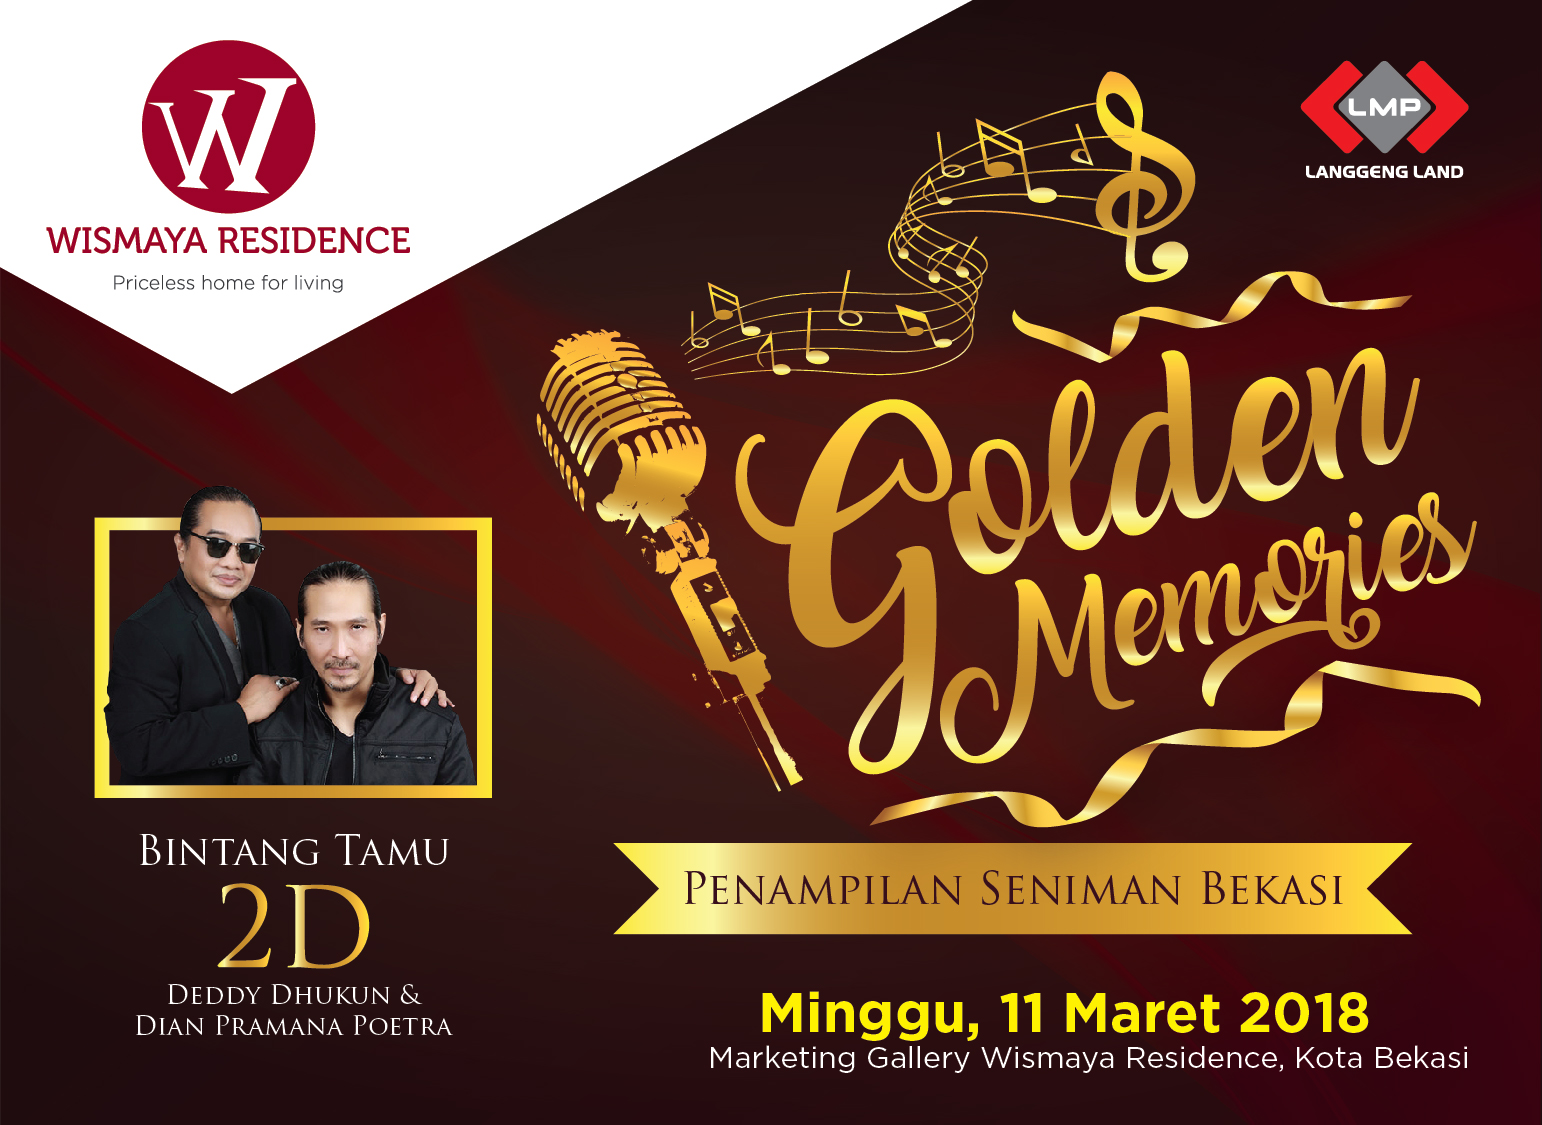 W
WISMAYA RESIDENCE
Priceless home for living
LMP
LANGGENG LAND
Golden
Memories
BINTANG TAMU
2D
DEDDY DHUKUN &
DIAN PRAMANA POETRA
PENAMPILAN SENIMAN BEKASI
Minggu, 11 Maret 2018
Marketing Gallery Wismaya Residence, Kota Bekasi